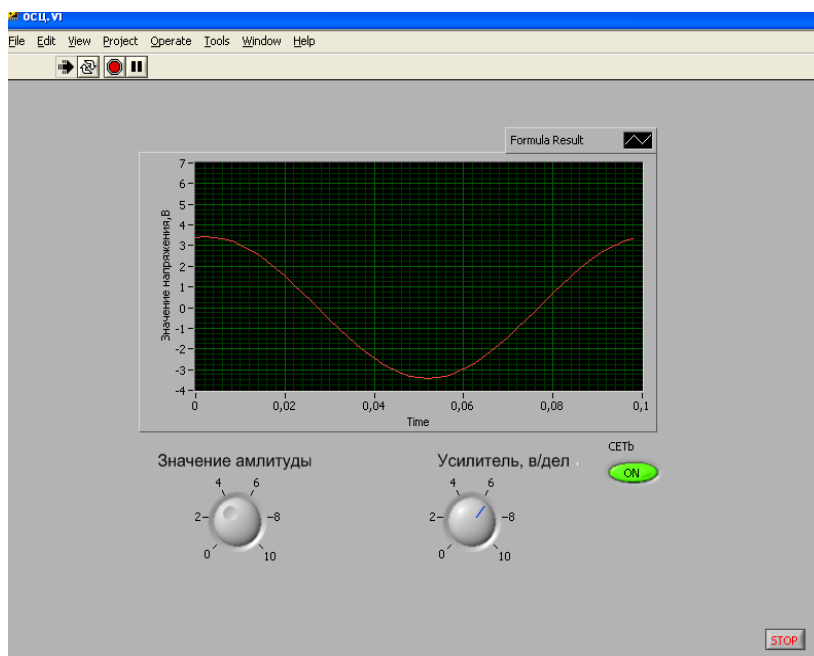 осц.vi
File Edit View Project Operate Tools Window Help
Formula Result
Значение напряжения,В
7
6
5
4
3
2
1
0
-1
-2
-3
-4
0 0,02 0,04 0,06 0,08 0,1
Time
Значение амлитуды
4 6
2 8
0 10
Усилитель, в/дел
4 6
2 8
0 10
СЕТЬ
ON
STOP